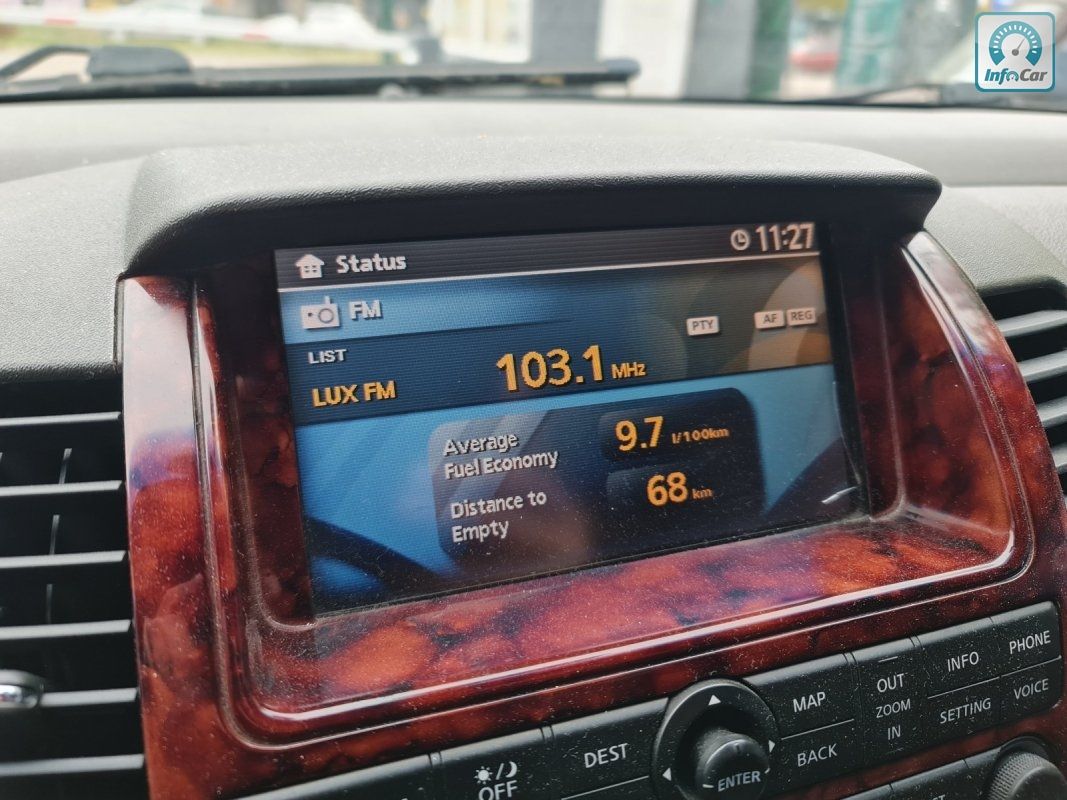 InfoCar
Status
11:27
FM
PTY AF REG
LIST
LUX FM
103.1 MHz
Average
Fuel Economy
9.7 l/100km
Distance to
Empty
68 km
PHONE
INFO
OUT
MAP
VOICE
ZOOM
SETTING
IN
DEST
BACK
OFF
ENTER